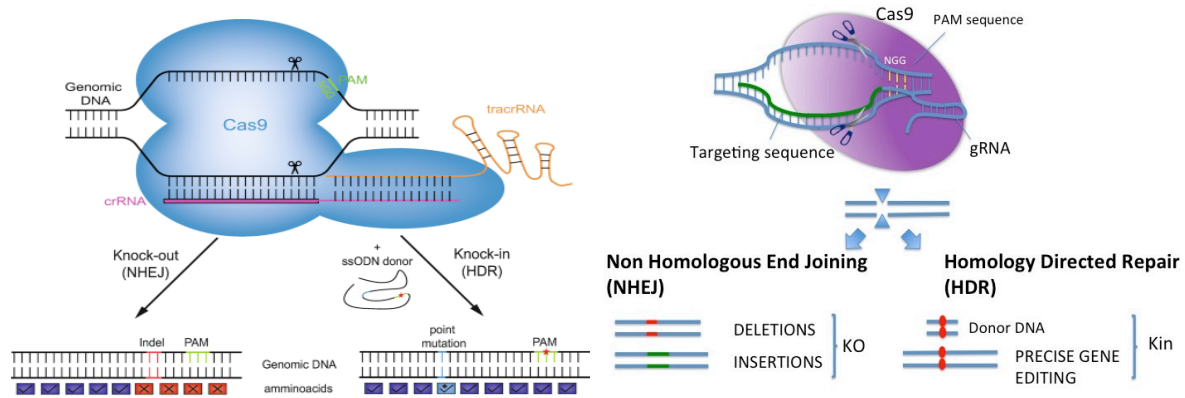 Genomic
DNA
PAM
Cas9
tracrRNA
crRNA
Knock-out
(NHEJ)
+
ssODN donor
Knock-in
(HDR)
Indel
PAM
point
mutation
PAM
Genomic DNA
amminoacids
Cas9
PAM sequence
NGG
Targeting sequence
gRNA
Non Homologous End Joining
(NHEJ)
DELETIONS
INSERTIONS
KO
Homology Directed Repair
(HDR)
Donor DNA
PRECISE GENE
EDITING
Kin